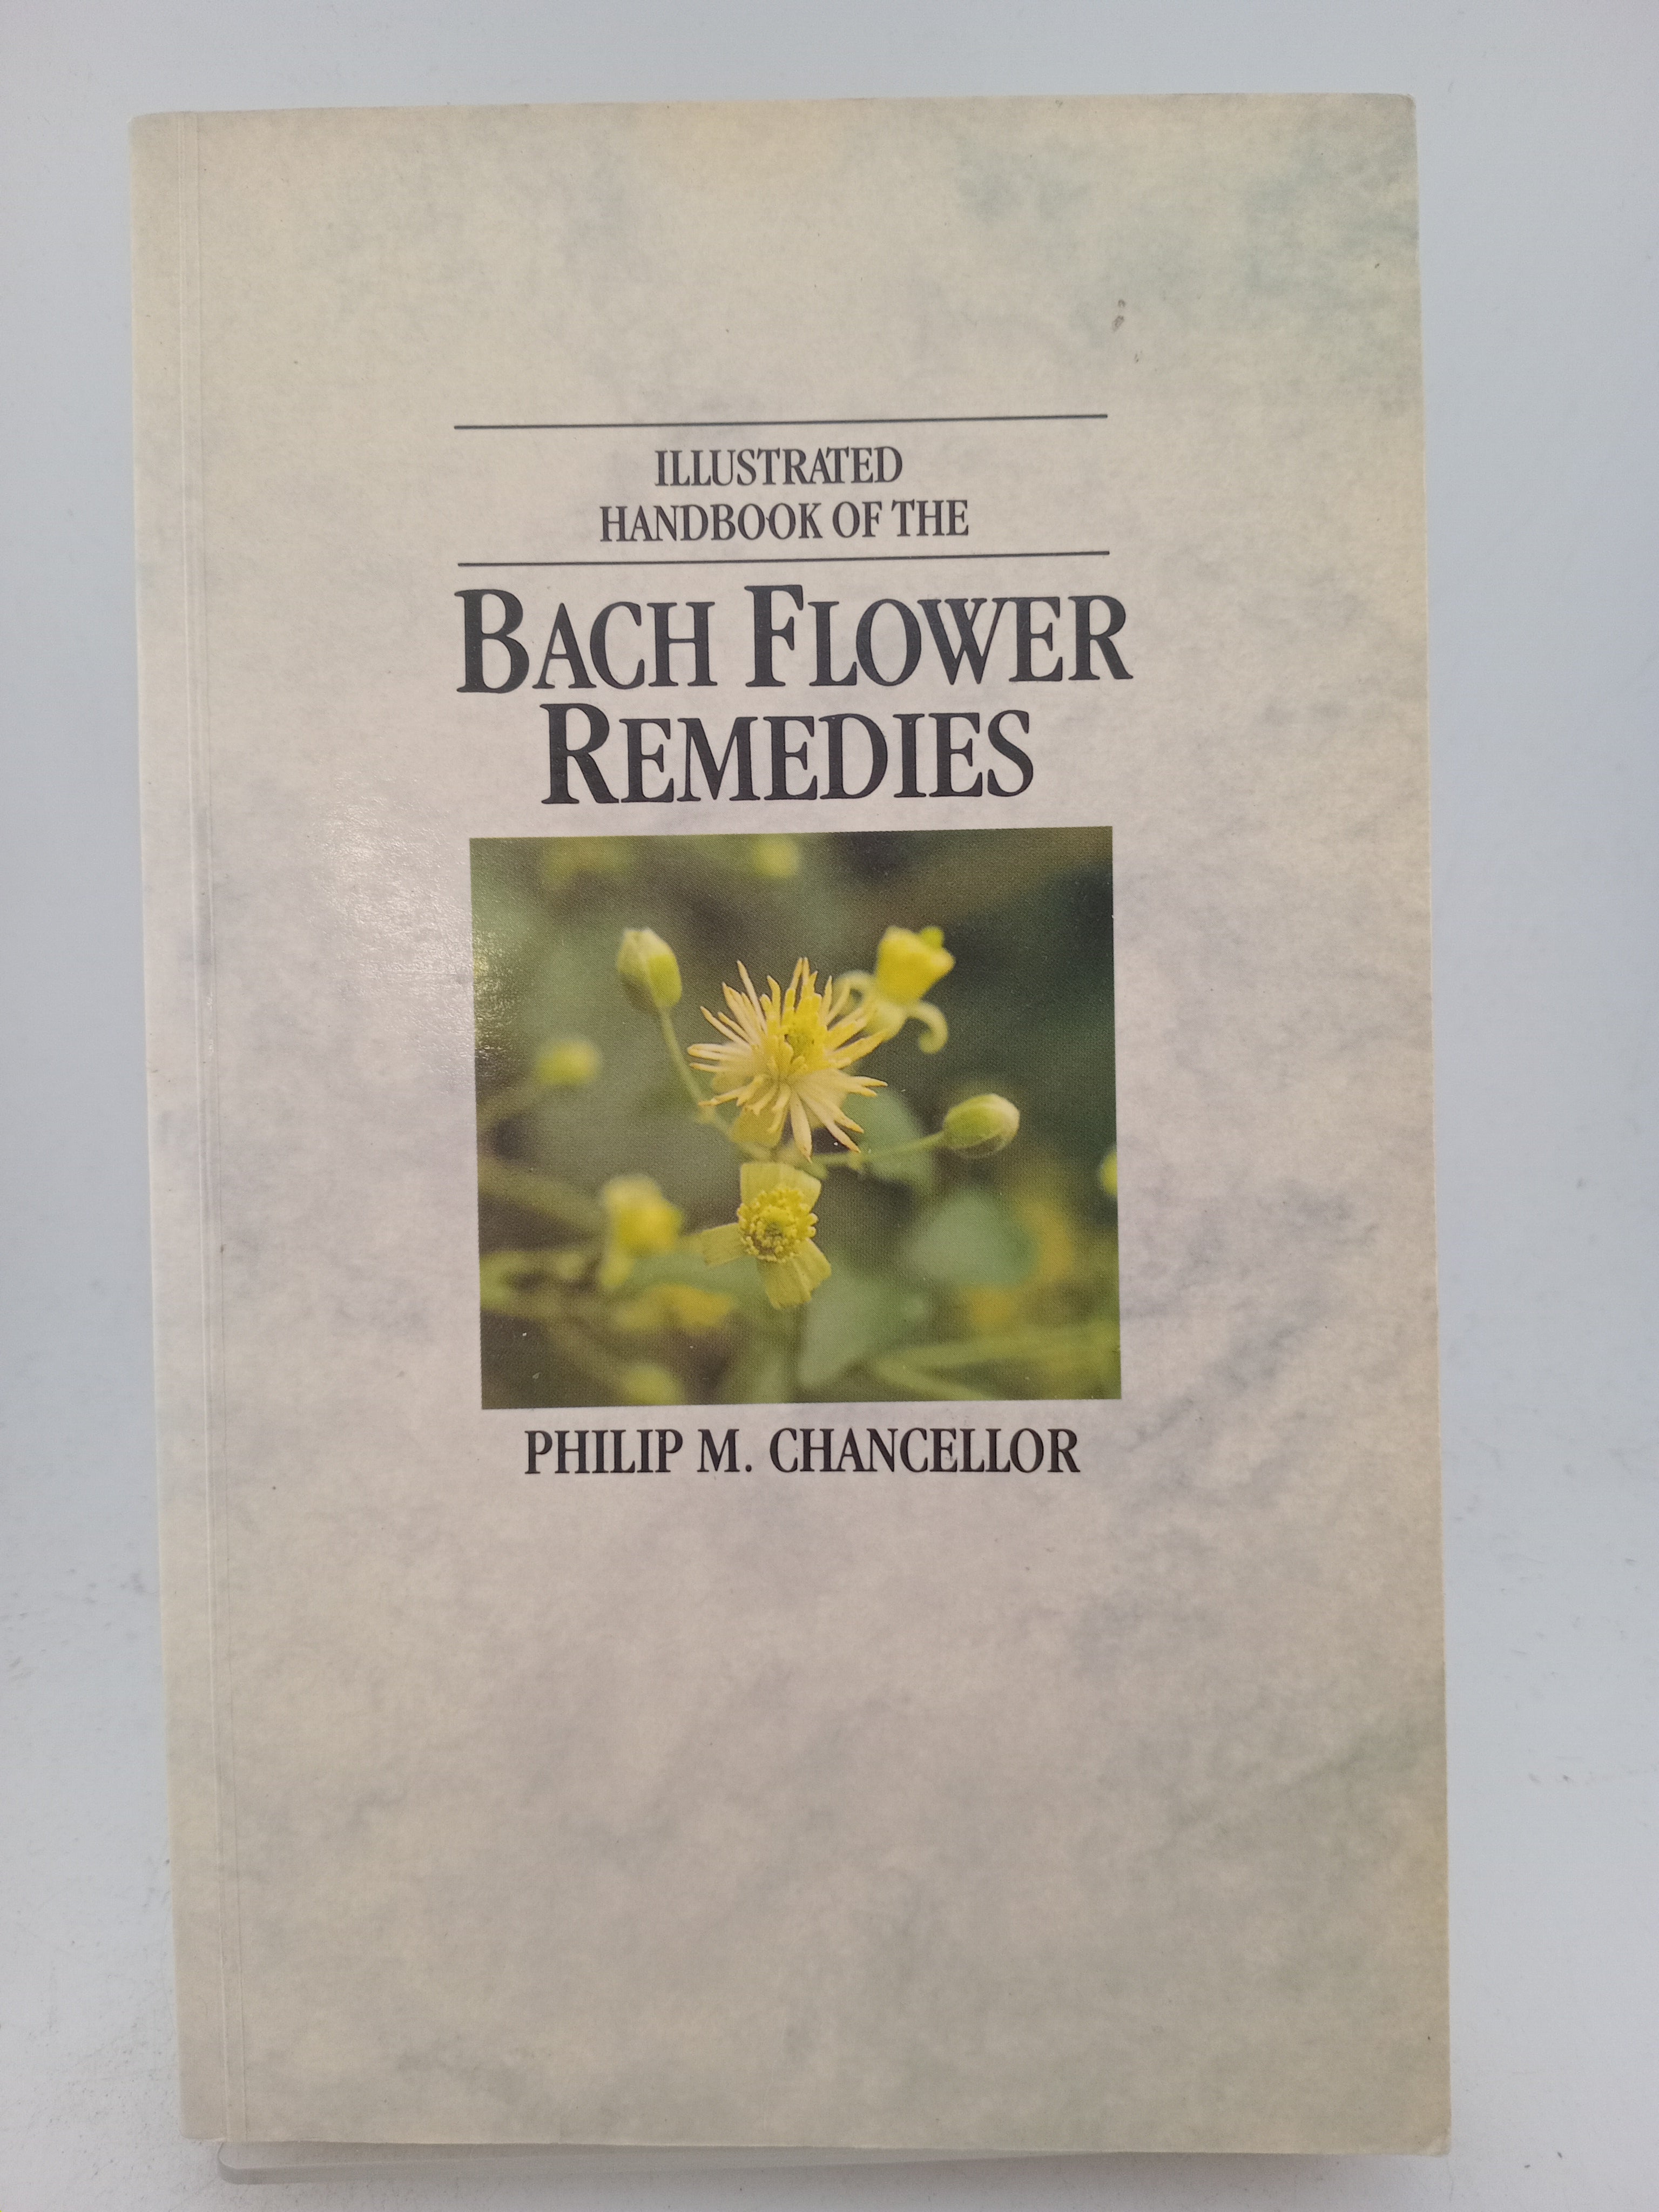 ILLUSTRATED
HANDBOOK OF THE
BACH FLOWER
REMEDIES
PHILIP M. CHANCELLOR